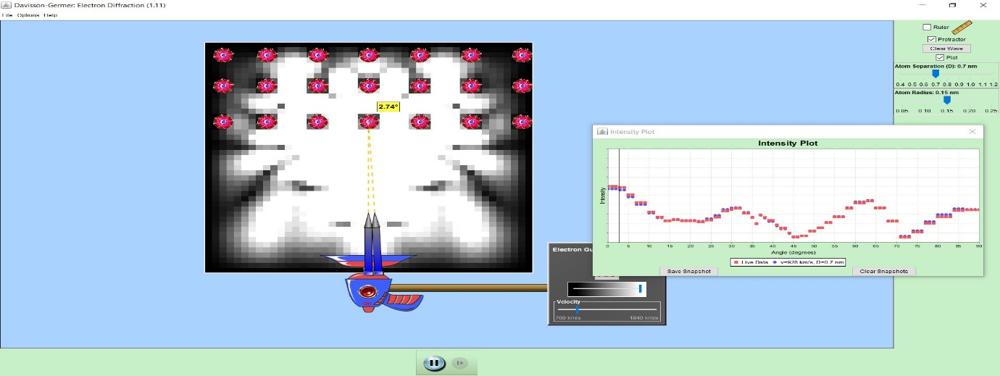 Davisson-Germer: Electron Diffraction (1.11)
File Options Help
Ruler
Protractor
Clear Wave
Plot
Atom Separation (D): 0.7 nm
0.4 0.5 0.6 0.7 0.8 0.9 1.0 1.1 1.2
Atom Radius: 0.15 nm
0.05 0.10 0.15 0.20 0.25
2.74°
Intensity Plot
Intensity Plot
Intensity
0 5 10 15 20 25 30 35 40 45 50 55 60 65 70 75 80 85 90
Angle (degrees)
Live Data v=928 km/s, D=0.7 nm
Save Snapshot Clear Snapshots
Electron Gu
Velocity
700 km/s 1840 km/s